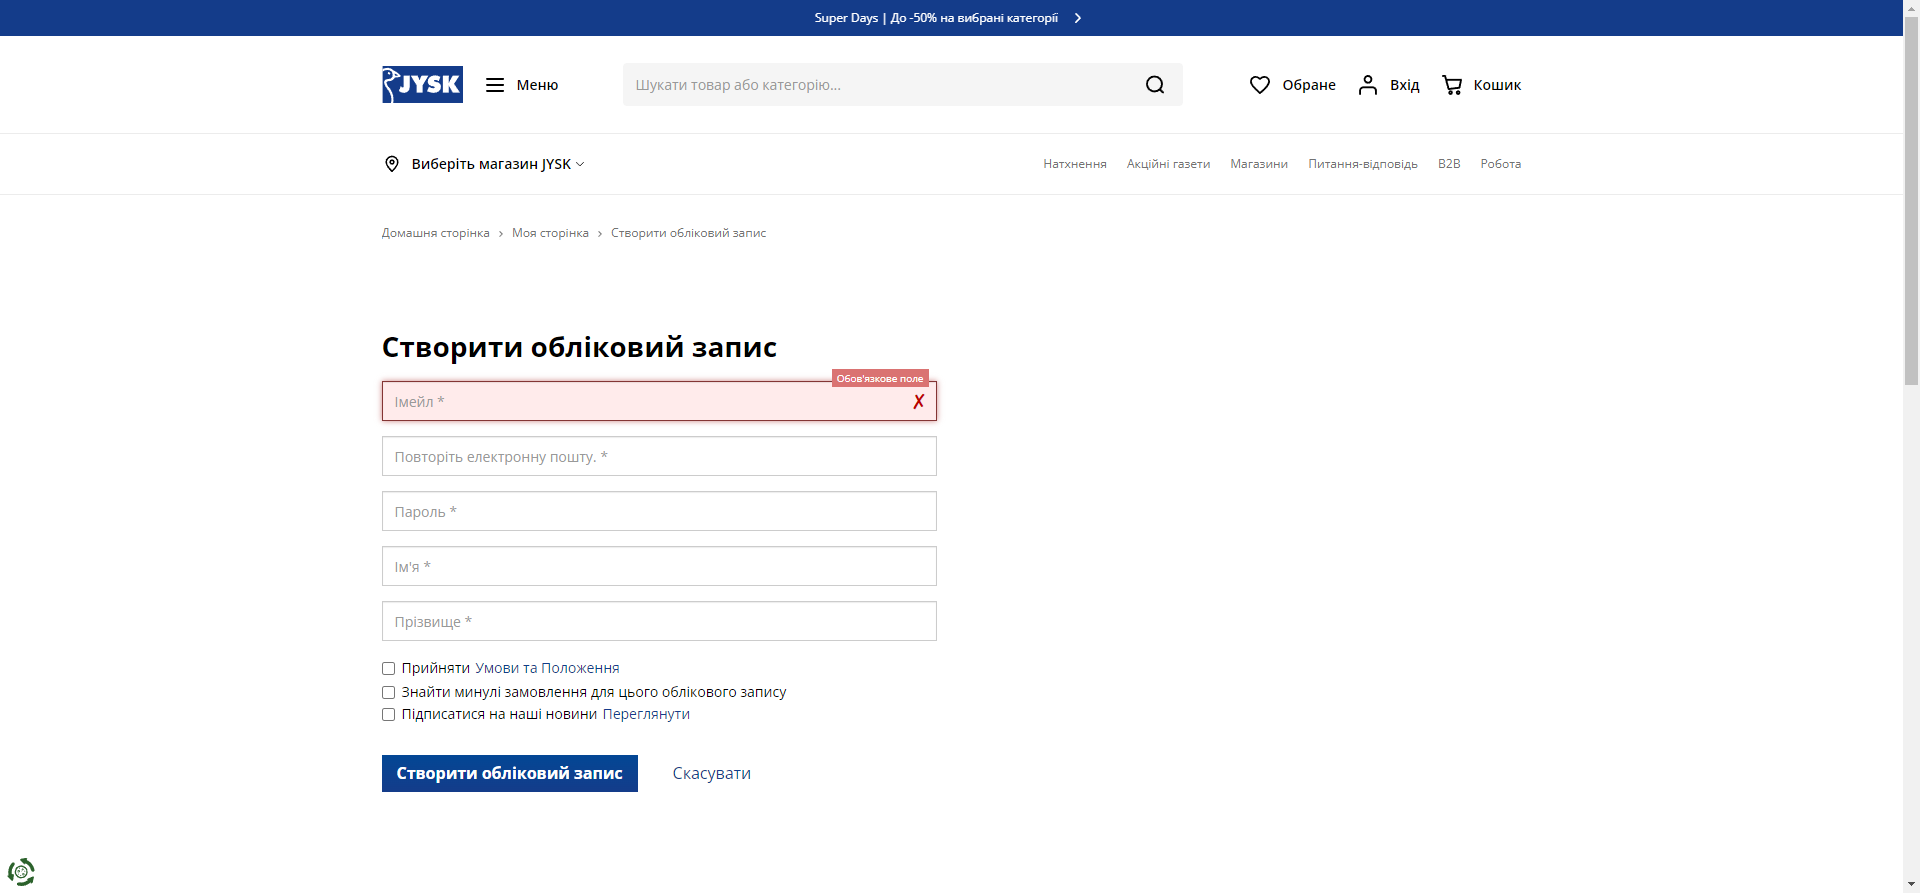 Super Days | До -50% на вибрані категорії
JYSK
Меню
Шукати товар або категорію...
Обране
Вхід
Кошик
Виберіть магазин JYSK
Натхнення
Акційні газети
Магазини
Питання-відповідь
B2B
Робота
Домашня сторінка
Моя сторінка
Створити обліковий запис
Створити обліковий запис
Обов'язкове поле
Імейл *
Повторіть електронну пошту. *
Пароль *
Ім'я *
Прізвище *
Прийняти Умови та Положення
Знайти минулі замовлення для цього облікового запису
Підписатися на наші новини Переглянути
Створити обліковий запис
Скасувати